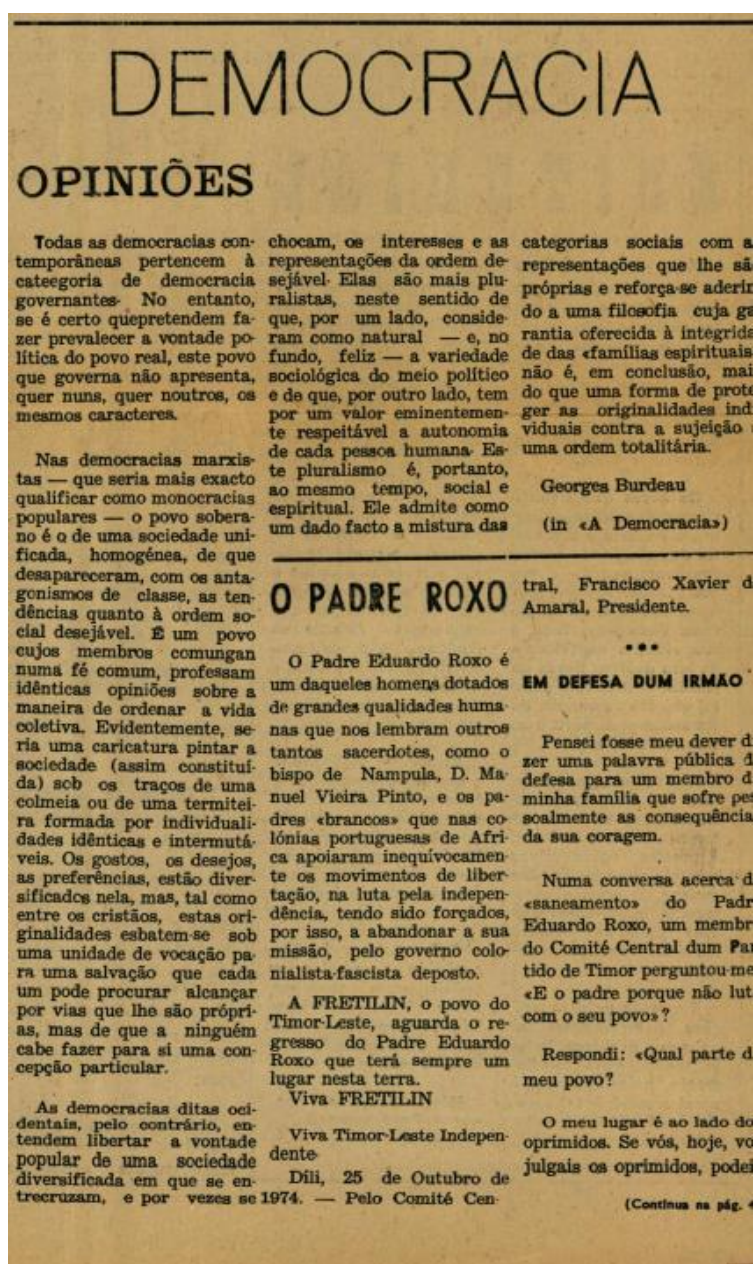 DEMOCRACIA
OPINIÕES
Todas as democracias con-
temporâneas pertencem à
cateegoria de democracia
governantes- No entanto,
se é certo quepretendem fa-
zer prevalecer a vontade po-
lítica do povo real, este povo
que governa não apresenta,
quer nuns, quer noutros, os
mesmos caracteres.
Nas democracias marxis-
tas — que seria mais exacto
qualificar como monocracias
populares — o povo sobera-
no é o de uma sociedade uni-
ficada, homogénea, de que
desapareceram, com os anta-
gonismos de classe, as ten-
dências quanto à ordem so-
cial desejável. É um povo
cujos membros comungan
numa fé comum, professam
idênticas opiniões sobre a
maneira de ordenar a vida
coletiva. Evidentemente, se-
ria uma caricatura pintar a
sociedade (assim constituí-
da) sob os traços de uma
colmeia ou de uma termitei-
ra formada por individuali-
dades idênticas e intermutá-
veis. Os gostos, os desejos,
as preferências, estão diver-
sificados nela, mas, tal como
entre os cristãos, estas ori-
ginalidades esbatem-se sob
uma unidade de vocação pa-
ra uma salvação que cada
um pode procurar alcançar
por vias que lhe são própri-
as, mas de que a ninguém
cabe fazer para si uma con-
cepção particular.
As democracias ditas oci-
dentais, pelo contrário, en-
tendem libertar a vontade
popular de uma sociedade
diversificada em que se en-
trecruzam, e por vezes se
chocam, os interesses e as
representações da ordem de-
sejável- Elas são mais plu-
ralistas, neste sentido de
que, por um lado, conside-
ram como natural — e, no
fundo, feliz — a variedade
sociológica do meio político
e de que, por outro lado, tem
por um valor eminentemen-
te respeitável a autonomia
de cada pessoa humana- Es-
te pluralismo é, portanto,
ao mesmo tempo, social e
espiritual. Ele admite como
um dado facto a mistura das
categorias sociais com a
representações que lhe sã
próprias e reforça-se aderin
do a uma filosofia cuja ga
rantia oferecida à integrida
de das «famílias espirituais
não é, em conclusão, mai
do que uma forma de prote
ger as originalidades ind
viduais contra a sujeição
uma ordem totalitária.
Georges Burdeau
(in «A Democracia»)
O PADRE ROXO
O Padre Eduardo Roxo é
um daqueles homens dotados
de grandes qualidades huma
nas que nos lembram outros
tantos sacerdotes, como o
bispo de Nampula, D. Ma
nuel Vieira Pinto, e os pa-
dres «brancos» que nas co-
lónias portuguesas de Afri-
ca apoiaram inequivocamen-
te os movimentos de liber-
tação, na luta pela indepen-
dência, tendo sido forçados,
por isso, a abandonar a sua
missão, pelo governo colo-
nialista-fascista deposto.
A FRETILIN, o povo do
Timor-Leste, aguarda o re-
gresso do Padre Eduardo
Roxo que terá sempre um
lugar nesta terra.
Viva FRETILIN
Viva Timor-Leste Indepen-
dente-
Díli, 25 de Outubro de
1974. — Pelo Comité Cen-
tral, Francisco Xavier d
Amaral, Presidente.
•••
EM DEFESA DUM IRMÃO
Pensei fosse meu dever di
zer uma palavra pública d
defesa para um membro d
minha família que sofre pes
soalmente as consequência
da sua coragem.
Numa conversa acerca d
«saneamento» do Padr
Eduardo Roxo, um membr
do Comité Central dum Par
tido de Timor perguntou-me
«E o padre porque não lut
com o seu povo»?
Respondi: «Qual parte d
meu povo?
O meu lugar é ao lado do
oprimidos. Se vós, hoje, vo
julgais os oprimidos, podei
(Continua na pág. 4